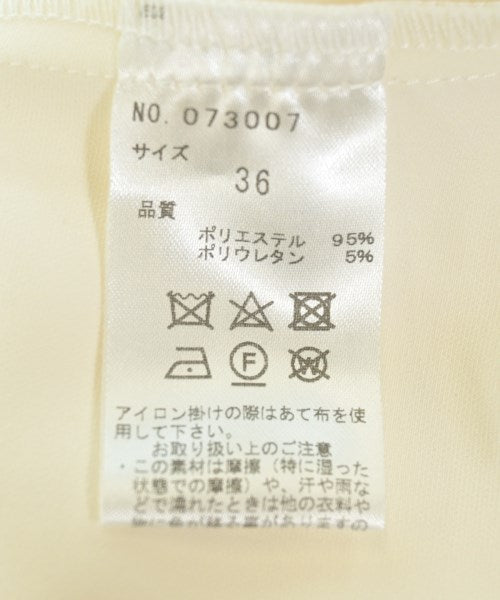 NO. 073007
サイズ
36
品質
ポリエステル 95%
ポリウレタン 5%
F
W
アイロン掛けの際はあて布を使
用して下さい。
お取り扱い上のご注意
・この素材は摩擦（特に湿った
状態での摩擦）や、汗や雨な
どで濡れたときは他の衣料や